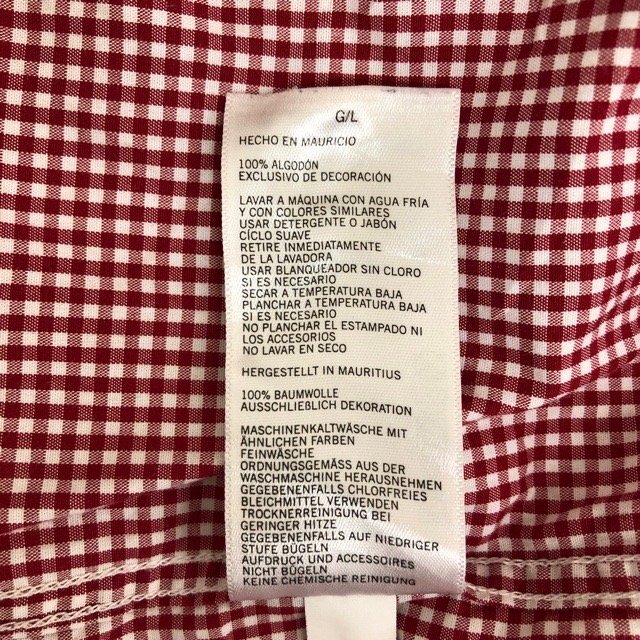 G/L
HECHO EN MAURICIO
100% ALGODÓN
EXCLUSIVO DE DECORACIÓN
LAVAR A MÁQUINA CON AGUA FRÍA
Y CON COLORES SIMILARES
USAR DETERGENTE O JABÓN
CÍCLO SUAVE
RETIRE INMEDIATAMENTE
DE LA LAVADORA
USAR BLANQUEADOR SIN CLORO
SI ES NECESARIO
SECAR A TEMPERATURA BAJA
PLANCHAR A TEMPERATURA BAJA
SI ES NECESARIO
NO PLANCHAR EL ESTAMPADO NI
LOS ACCESORIOS
NO LAVAR EN SECO
HERGESTELLT IN MAURITIUS
100% BAUMWOLLE
AUSSCHLIEßLICH DEKORATION
MASCHINENKALTWÄSCHE MIT
ÄHNLICHEN FARBEN
FEINWÄSCHE
ORDNUNGSGEMÄSS AUS DER
WASCHMASCHINE HERAUSNEHMEN
GEGEBENENFALLS CHLORFREIES
BLEICHMITTEL VERWENDEN
TROCKNERREINIGUNG BEI
GERINGER HITZE
GEGEBENENFALLS AUF NIEDRIGER
STUFE BÜGELN
AUFDRUCK UND ACCESSOIRES
NICHT BÜGELN
KEINE CHEMISCHE REINIGUNG